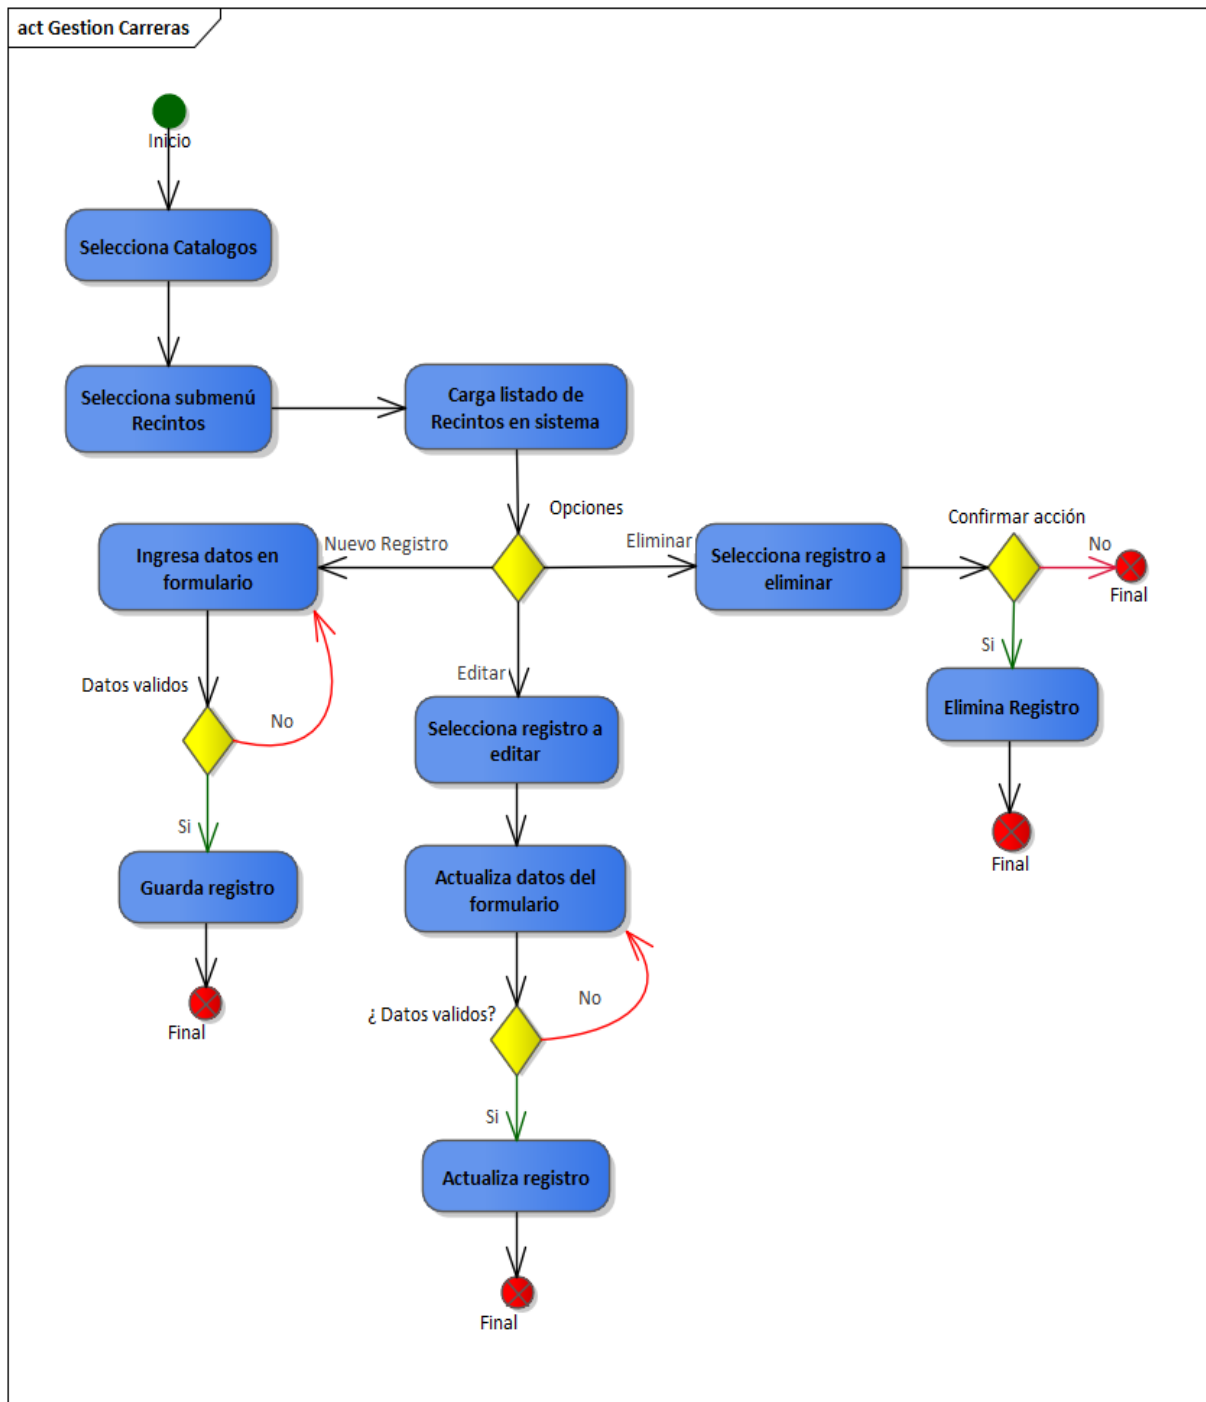 act Gestion Carreras
Inicio
Selecciona Catalogos
Selecciona submenú
Recintos
Carga listado de
Recintos en sistema
Opciones
Nuevo Registro
Ingresa datos en
formulario
Datos validos
No
Si
Guarda registro
Final
Editar
Selecciona registro a
editar
Actualiza datos del
formulario
¿ Datos validos?
No
Si
Actualiza registro
Final
Eliminar
Selecciona registro a
eliminar
Confirmar acción
No
Final
Si
Elimina Registro
Final